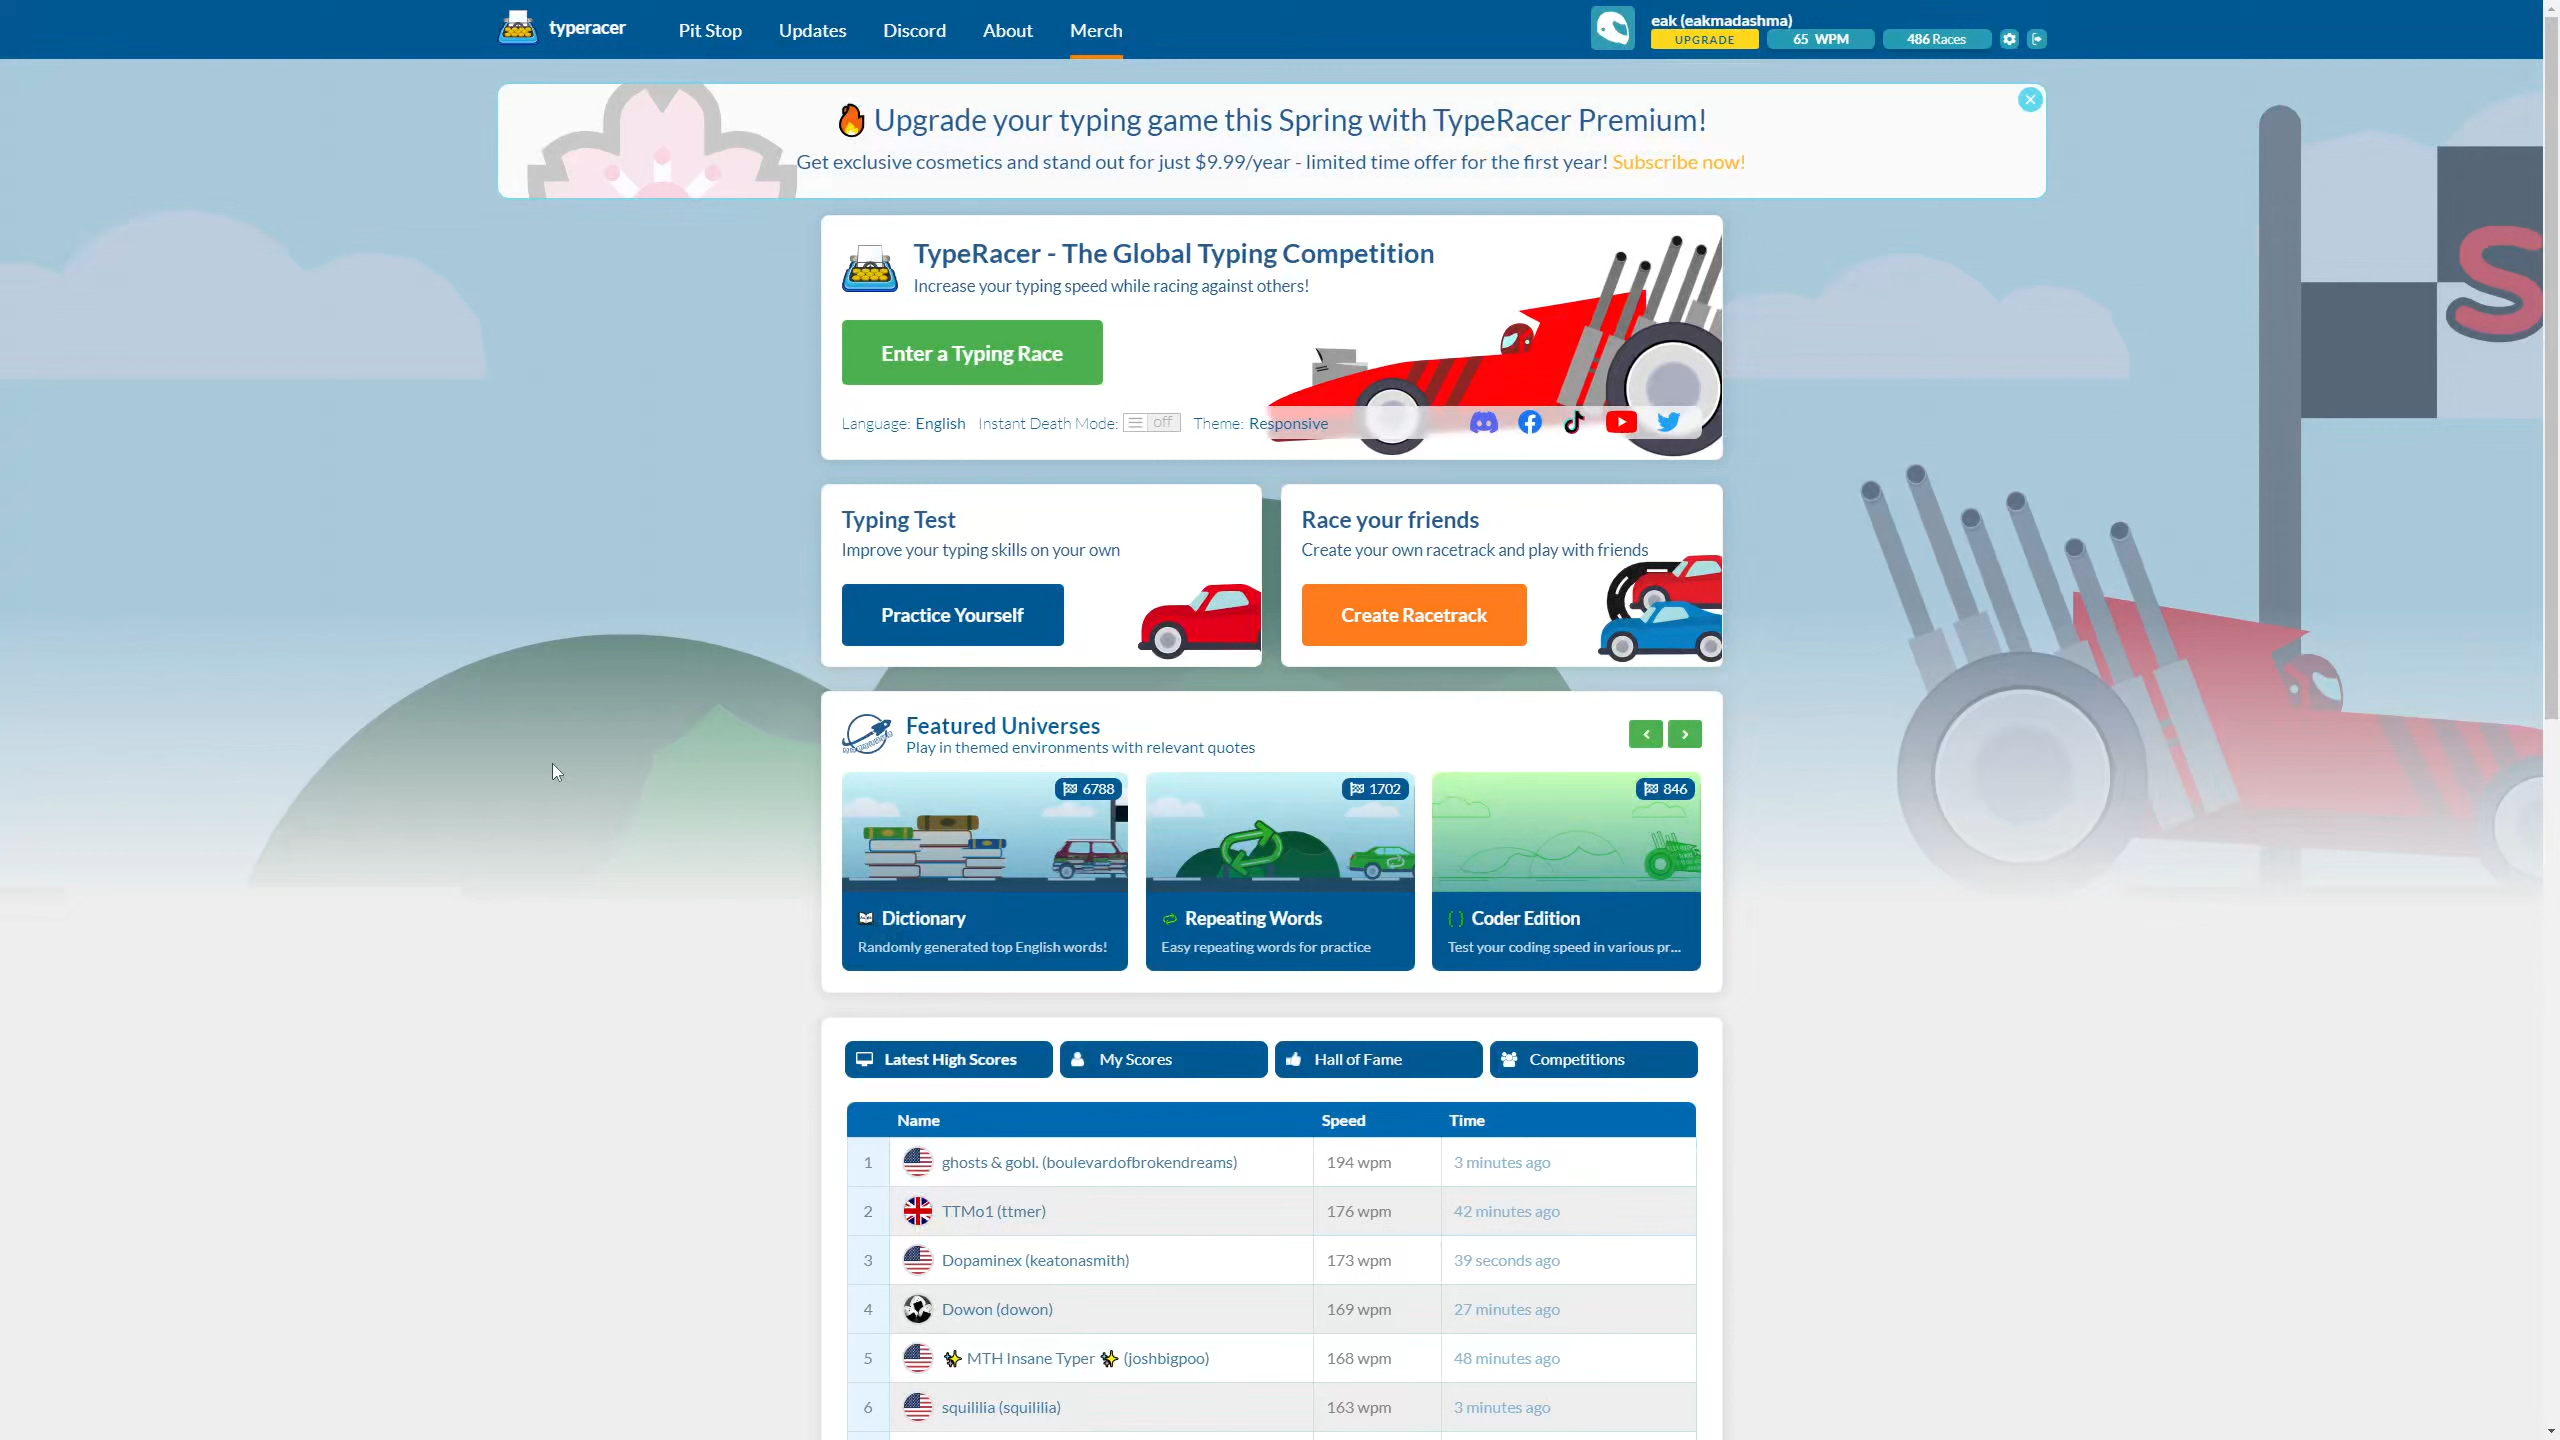 typeracer
Pit Stop
Updates
Discord
About
Merch
eak (eakmadashma)
UPGRADE
65 WPM
486 Races
Upgrade your typing game this Spring with TypeRacer Premium!
Get exclusive cosmetics and stand out for just $9.99/year - limited time offer for the first year! Subscribe now!
TypeRacer - The Global Typing Competition
Increase your typing speed while racing against others!
Enter a Typing Race
Language: English
Instant Death Mode: off
Theme: Responsive
S
Typing Test
Improve your typing skills on your own
Practice Yourself
Race your friends
Create your own racetrack and play with friends
Create Racetrack
Featured Universes
Play in themed environments with relevant quotes
6788
Dictionary
Randomly generated top English words!
1702
Repeating Words
Easy repeating words for practice
846
Coder Edition
Test your coding speed in various pr...
Latest High Scores
My Scores
Hall of Fame
Competitions
Name Speed Time
1 ghosts & gobl. (boulevardofbrokendreams) 194 wpm 3 minutes ago
2 TTMo1 (ttmer) 176 wpm 42 minutes ago
3 Dopaminex (keatonasmith) 173 wpm 39 seconds ago
4 Dowon (dowon) 169 wpm 27 minutes ago
5 ✨ MTH Insane Typer ✨ (joshbigpoo) 168 wpm 48 minutes ago
6 squililia (squililia) 163 wpm 3 minutes ago